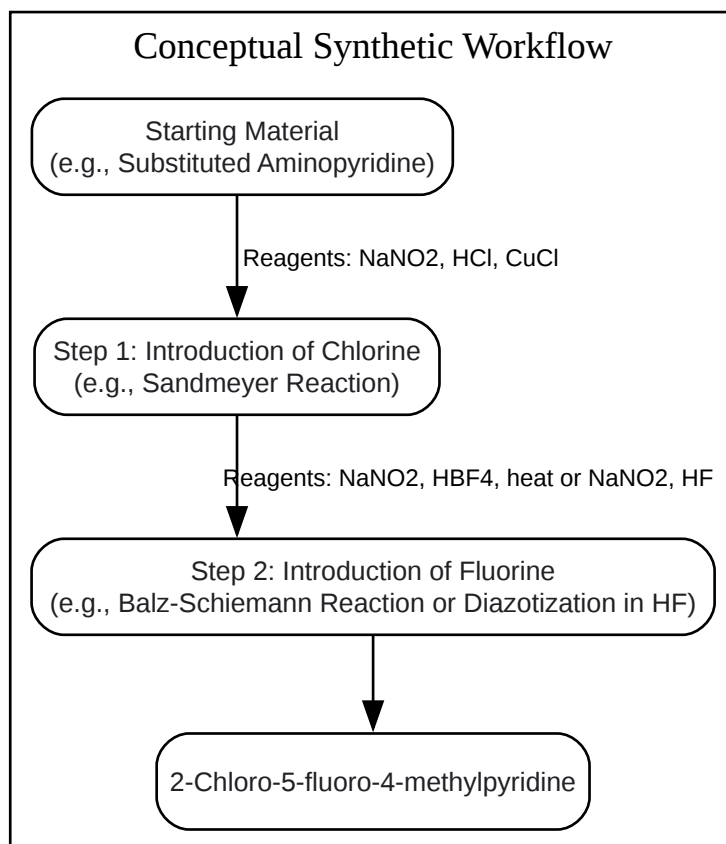 Conceptual Synthetic Workflow
Starting Material
(e.g., Substituted Aminopyridine)
Reagents: NaNO2, HCl, CuCl
Step 1: Introduction of Chlorine
(e.g., Sandmeyer Reaction)
Reagents: NaNO2, HBF4, heat or NaNO2, HF
Step 2: Introduction of Fluorine
(e.g., Balz-Schiemann Reaction or Diazotization in HF)
2-Chloro-5-fluoro-4-methylpyridine